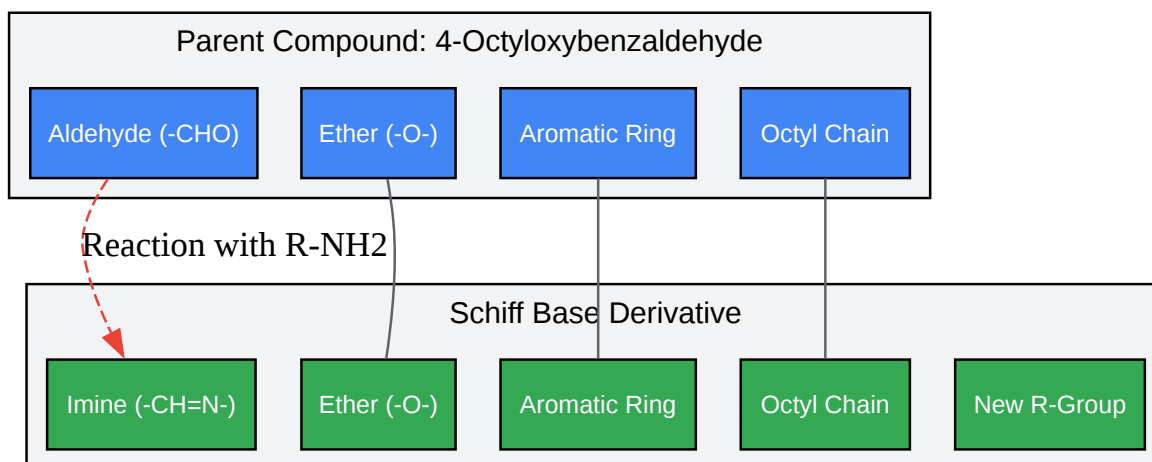 Parent Compound: 4-Octyloxybenzaldehyde
Aldehyde (-CHO)
Ether (-O-)
Aromatic Ring
Octyl Chain
Reaction with R-NH2
Schiff Base Derivative
Imine (-CH=N-)
Ether (-O-)
Aromatic Ring
Octyl Chain
New R-Group